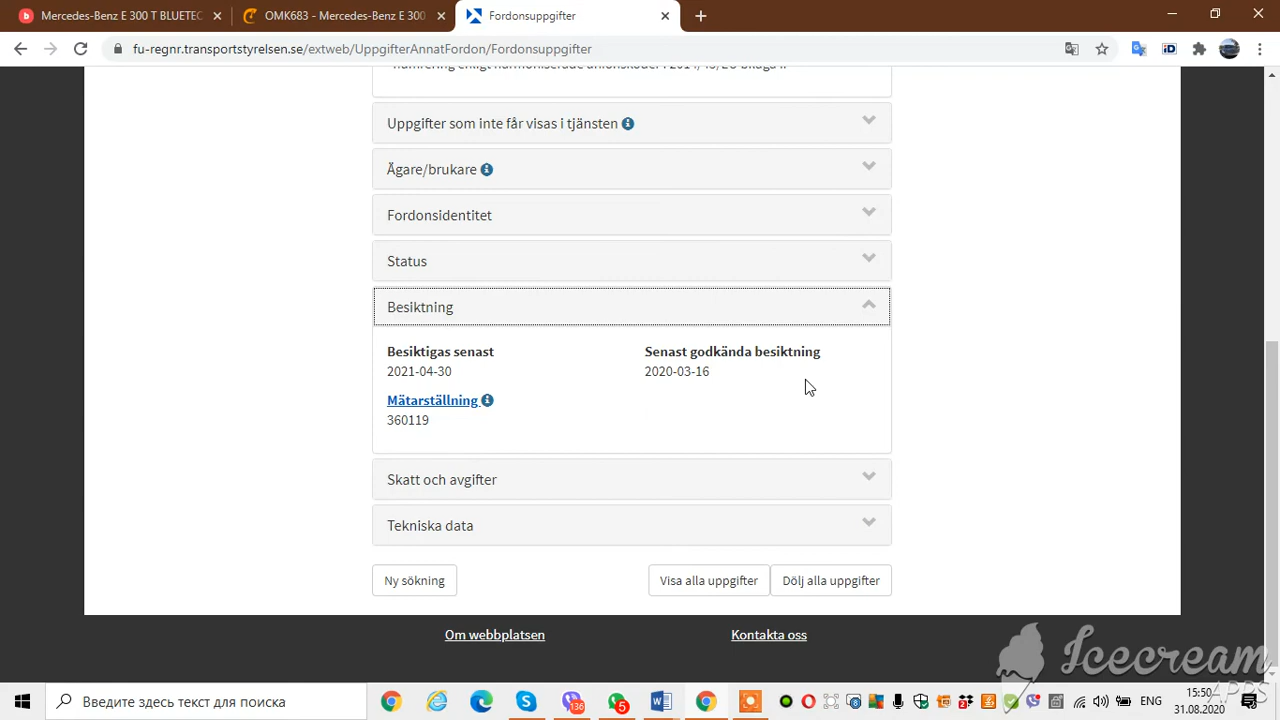 Mercedes-Benz E 300 T BLUETEC
OMK683 - Mercedes-Benz E 300
Fordonsuppgifter
fu-regnr.transportstyrelsen.se/extweb/UppgifterAnnatFordon/Fordonsuppgifter
Uppgifter som inte får visas i tjänsten
Ägare/brukare
Fordonsidentitet
Status
Besiktning
Besiktigas senast
Senast godkända besiktning
2021-04-30
2020-03-16
Mätarställning
360119
Skatt och avgifter
Tekniska data
Ny sökning
Visa alla uppgifter
Dölj alla uppgifter
Om webbplatsen
Kontakta oss
Icecream
APPS
Введите здесь текст для поиска
136
5
2
ENG
15:50
31.08.2020